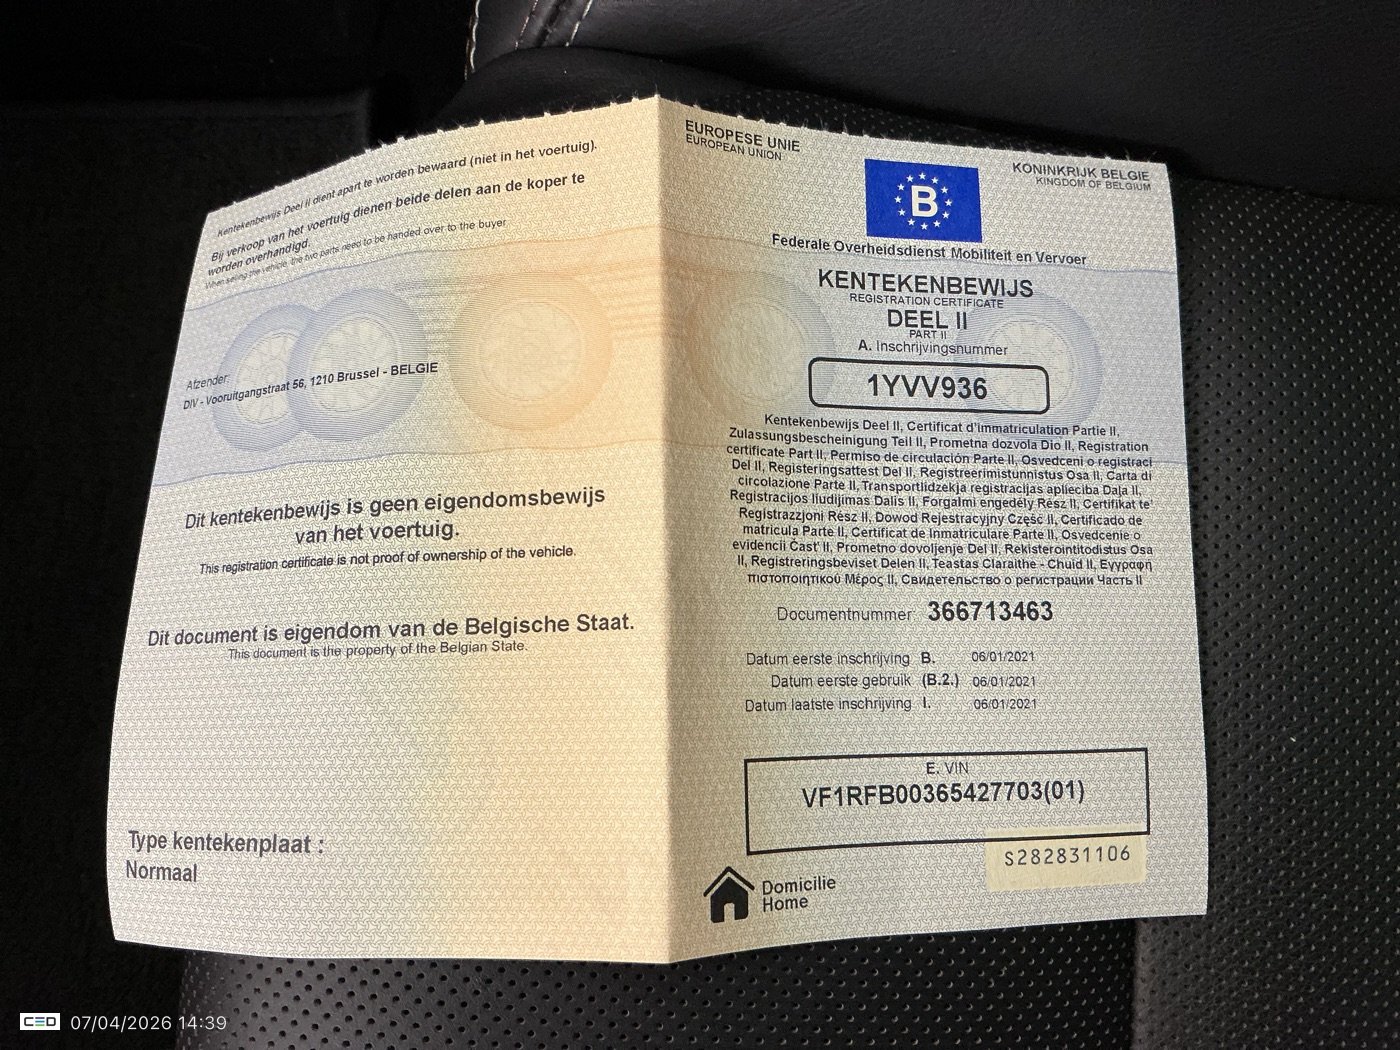 Kentekenbewijs Deel II dient apart te worden bewaard (niet in het voertuig).
Bij verkoop van het voertuig dienen beide delen aan de koper te
worden overhandigd.
When selling the vehicle, the two parts need to be handed over to the buyer
Afzender:
DIV - Vooruitgangstraat 56, 1210 Brussel - BELGIE
Dit kentekenbewijs is geen eigendomsbewijs
van het voertuig.
This registration certificate is not proof of ownership of the vehicle.
Dit document is eigendom van de Belgische Staat.
This document is the property of the Belgian State.
Type kentekenplaat :
Normaal
EUROPESE UNIE
EUROPEAN UNION
B
KONINKRIJK BELGIE
KINGDOM OF BELGIUM
Federale Overheidsdienst Mobiliteit en Vervoer
KENTEKENBEWIJS
REGISTRATION CERTIFICATE
DEEL II
PART II
A. Inschrijvingsnummer
1YVV936
Kentekenbewijs Deel II, Certificat d'immatriculation Partie II,
Zulassungsbescheinigung Teil II, Prometna dozvola Dio II, Registration
certificate Part II, Permiso de circulación Parte II, Osvedceni o registraci
Del II, Registeringsattest Del II, Registreerimistunnistus Osa II, Carta di
circolazione Parte II, Transportlidzekja registracijas aplieciba Daļa II,
Registracijos liudijimas Dalis II, Forgalmi engedély Rész II, Certifikat te'
Registrazzjoni Rész II, Dowod Rejestracyjny Część II, Certificado de
matricula Parte II, Certificat de Inmatriculare Parte II, Osvedcenie o
evidencii Časť II, Prometno dovoljenje Del II, Rekisterointitodistus Osa
II, Registreringsbeviset Delen II, Teastas Claraithe - Chuid II, Εγγραφή
πιστοποιητικού Μέρος II, Свидетельство о регистрации Часть II
Documentnummer 366713463
Datum eerste inschrijving B. 06/01/2021
Datum eerste gebruik (B.2.) 06/01/2021
Datum laatste inschrijving I. 06/01/2021
E. VIN
VF1RFB00365427703(01)
S282831106
Domicilie
Home
CED 07/04/2026 14:39